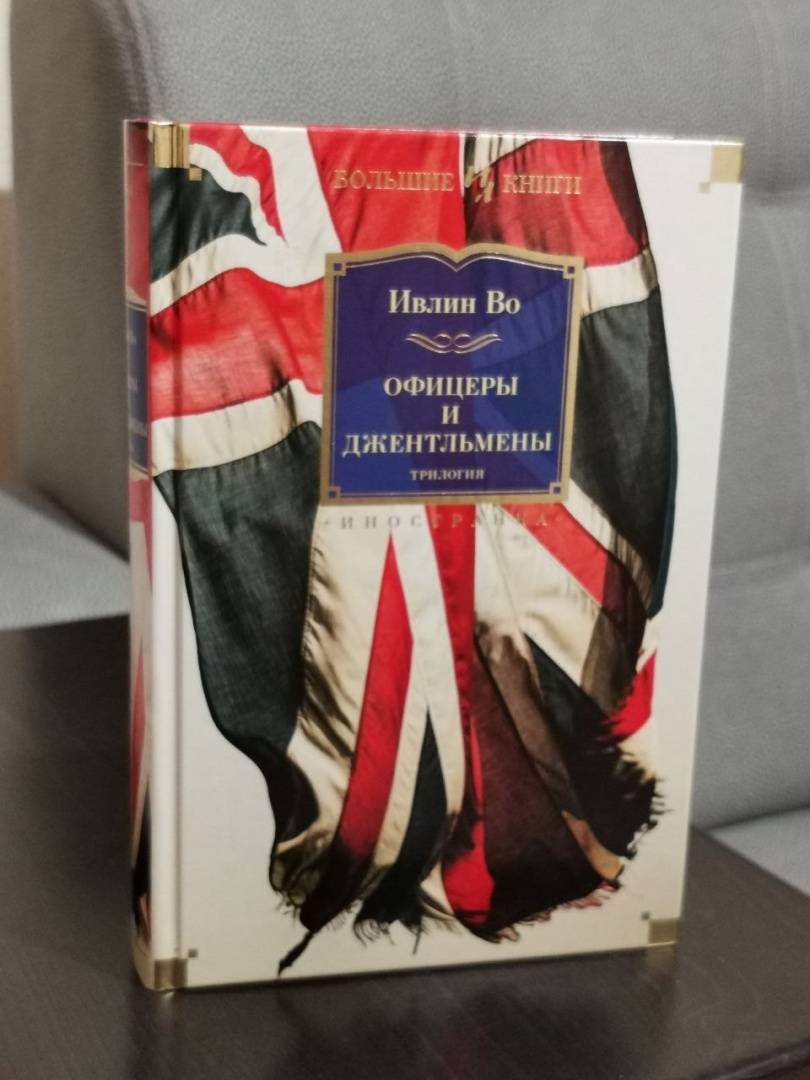 БОЛЬШИЕ КНИГИ
Ивлин Во
ОФИЦЕРЫ
И
ДЖЕНТЛЬМЕНЫ
ТРИЛОГИЯ
·ИНОСТРАНКА·